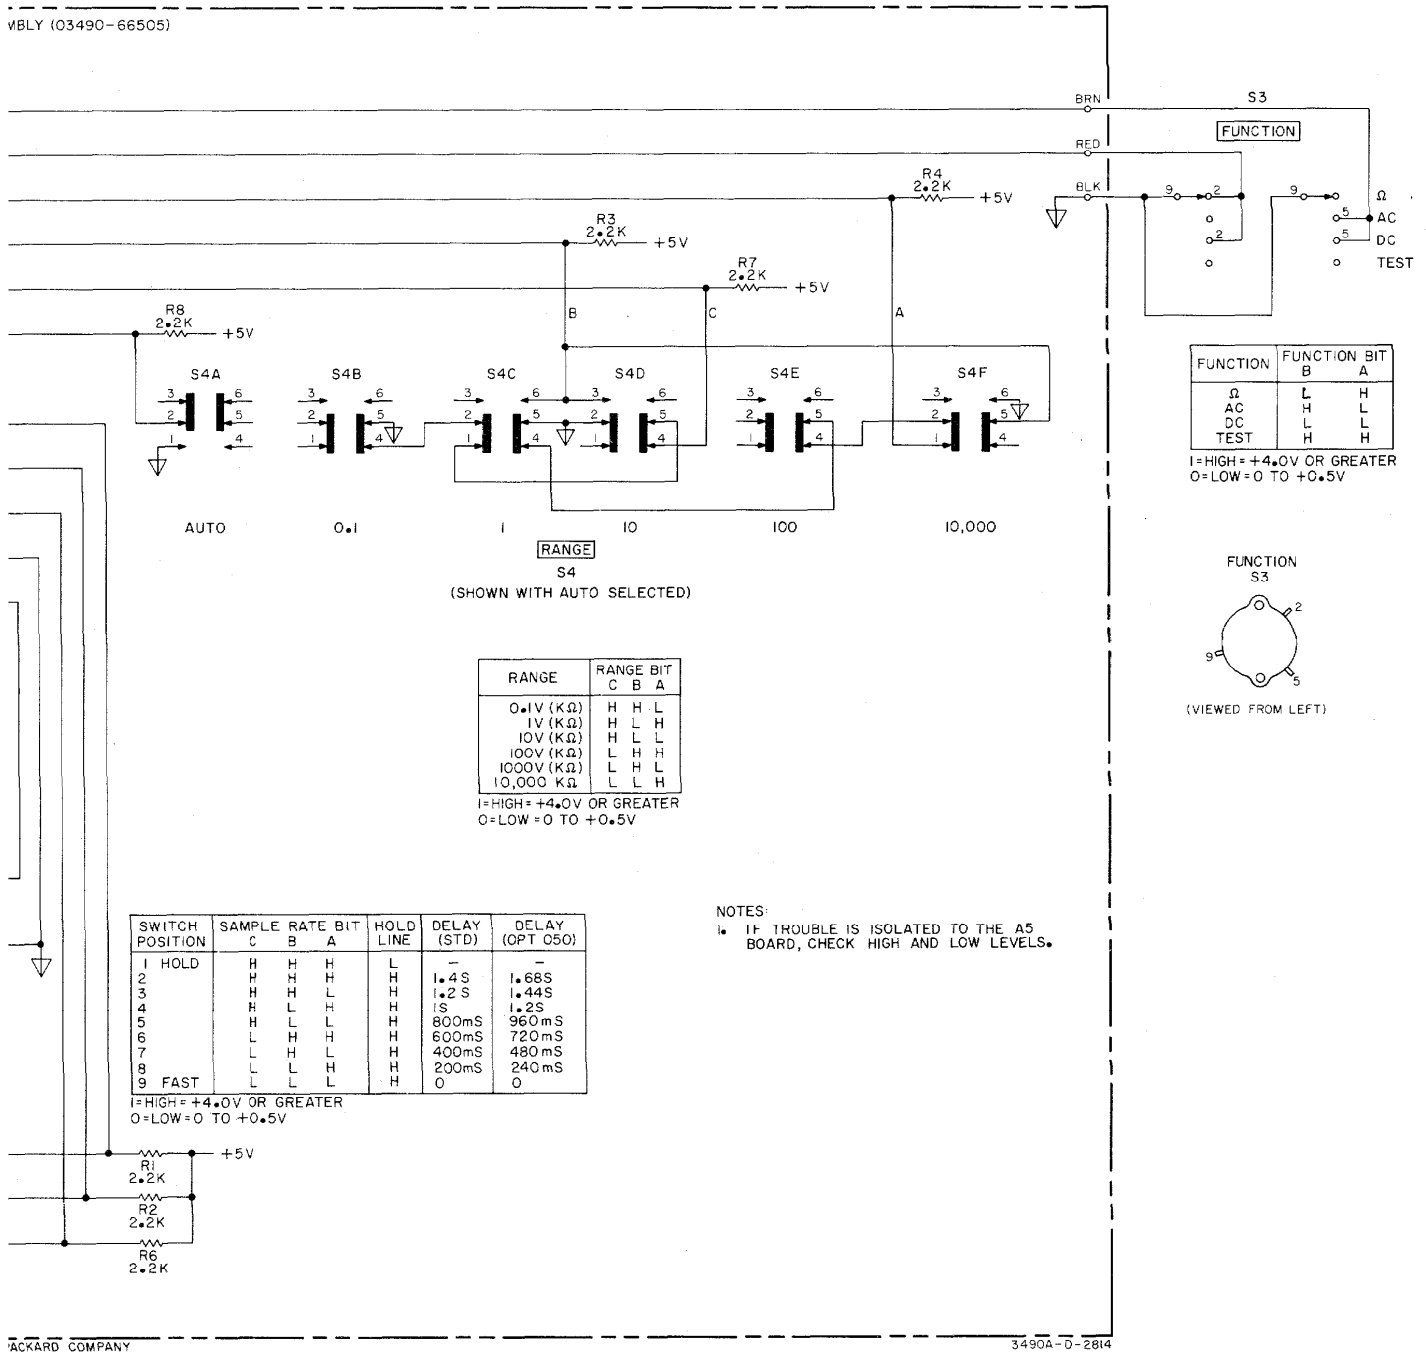 MBLY (03490-66505)
BRN
S3
FUNCTION
RED
R4
2.2K
+5V
BLK
9
2
9
Ω
5
AC
2
5
DC
TEST
R3
2.2K
+5V
R7
2.2K
+5V
R8
2.2K
+5V
B
C
A
S4A
S4B
S4C
S4D
S4E
S4F
3 6 3 6 3 6 3 6 3 6 3 6
2 5 2 5 2 5 2 5 2 5 2 5
1 4 1 4 1 4 1 4 1 4 1 4
AUTO
0.1
1
10
100
10,000
RANGE
S4
(SHOWN WITH AUTO SELECTED)
FUNCTION FUNCTION BIT
B A
Ω L H
AC H L
DC L L
TEST H H
1=HIGH=+4.0V OR GREATER
0=LOW=0 TO +0.5V
FUNCTION
S3
2
9
5
(VIEWED FROM LEFT)
RANGE RANGE BIT
C B A
0.1V (KΩ) H H L
1V (KΩ) H L H
10V (KΩ) H L L
100V (KΩ) L H H
1000V (KΩ) L H L
10,000 KΩ L L H
1=HIGH=+4.0V OR GREATER
0=LOW=0 TO +0.5V
SWITCH SAMPLE RATE BIT HOLD DELAY DELAY
POSITION C B A LINE (STD) (OPT 050)
1 HOLD H H H L – –
2 H H H H 1.4S 1.68S
3 H H L H 1.2S 1.44S
4 H L H H 1S 1.2S
5 H L L H 800mS 960mS
6 L H H H 600mS 720mS
7 L H L H 400mS 480mS
8 L L H H 200mS 240mS
9 FAST L L L H 0 0
1=HIGH=+4.0V OR GREATER
0=LOW=0 TO +0.5V
NOTES:
1. IF TROUBLE IS ISOLATED TO THE A5
BOARD, CHECK HIGH AND LOW LEVELS.
+5V
R1
2.2K
R2
2.2K
R6
2.2K
PACKARD COMPANY
3490A-D-2814